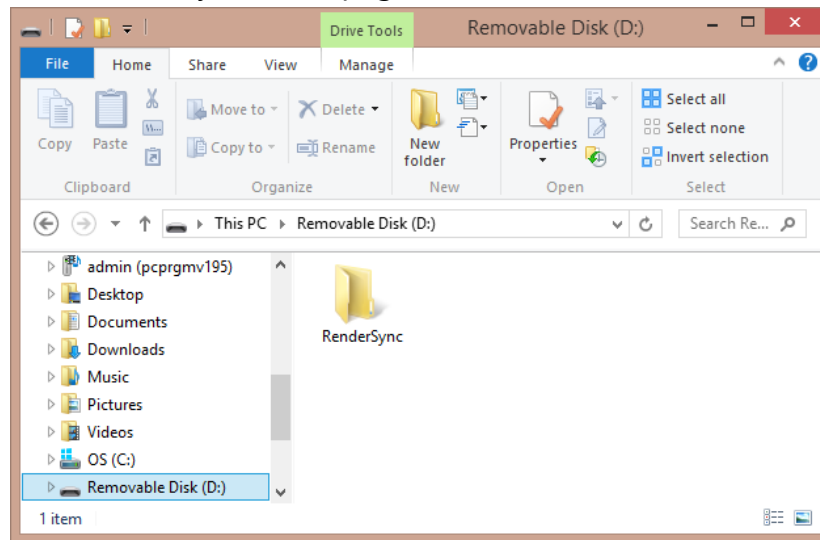 Drive Tools
Removable Disk (D:)
File
Home
Share
View
Manage
Copy
Paste
Move to
Copy to
Delete
Rename
New folder
Properties
Select all
Select none
Invert selection
Clipboard
Organize
New
Open
Select
This PC
Removable Disk (D:)
Search Re...
admin (pcprgmv195)
Desktop
Documents
Downloads
Music
Pictures
Videos
OS (C:)
Removable Disk (D:)
RenderSync
1 item